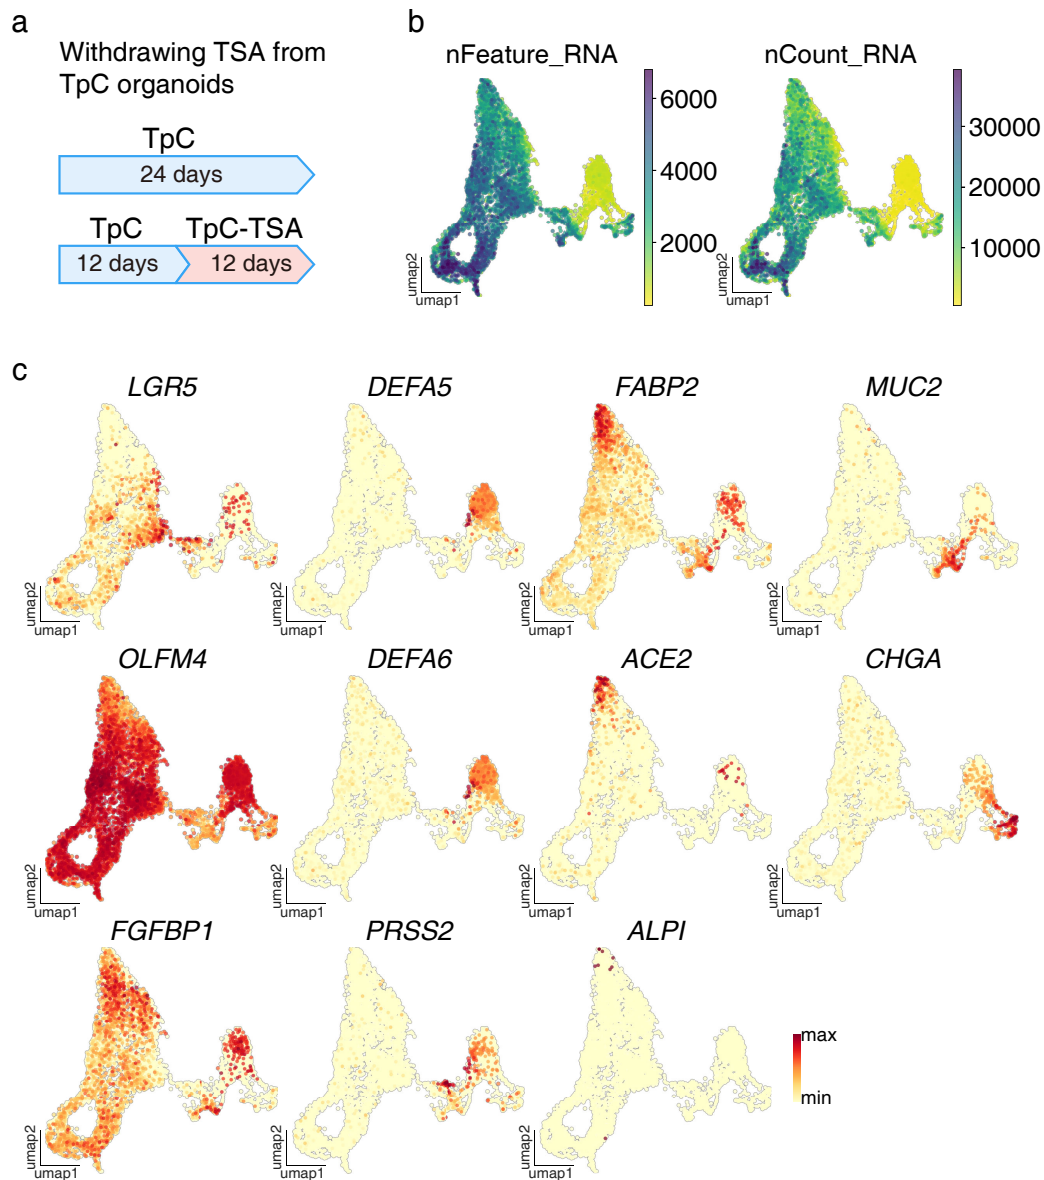 a
Withdrawing TSA from
TpC organoids
TpC
24 days
TpC TpC-TSA
12 days 12 days
b
nFeature_RNA nCount_RNA
6000
4000
2000
30000
20000
10000
umap2
umap1
umap2
umap1
c
LGR5 DEFA5 FABP2 MUC2
umap2
umap1
umap2
umap1
umap2
umap1
umap2
umap1
OLFM4 DEFA6 ACE2 CHGA
umap2
umap1
umap2
umap1
umap2
umap1
umap2
umap1
FGFBP1 PRSS2 ALPI
umap2
umap1
umap2
umap1
umap2
umap1
max
min